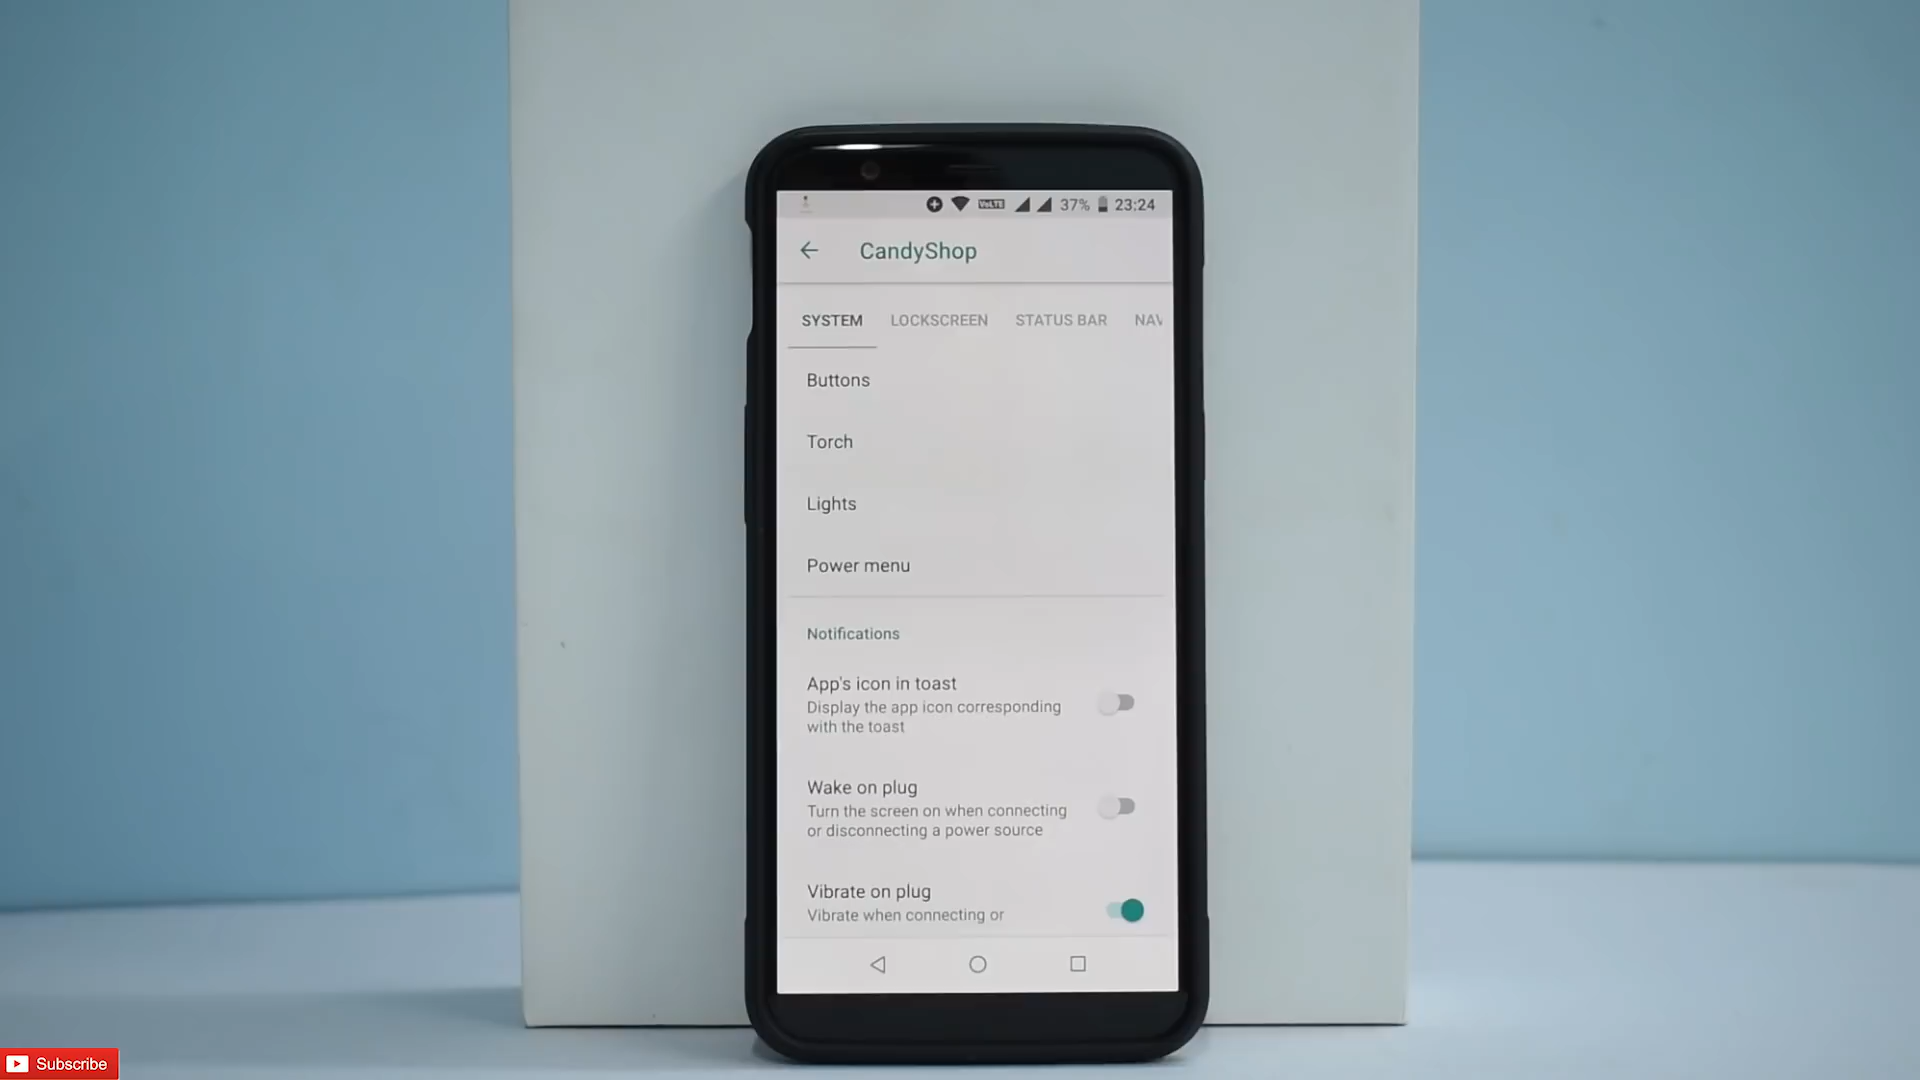 VoLTE 37% 23:24
CandyShop
SYSTEM LOCKSCREEN STATUS BAR NAV
Buttons
Torch
Lights
Power menu
Notifications
App's icon in toast
Display the app icon corresponding
with the toast
Wake on plug
Turn the screen on when connecting
or disconnecting a power source
Vibrate on plug
Vibrate when connecting or
Subscribe